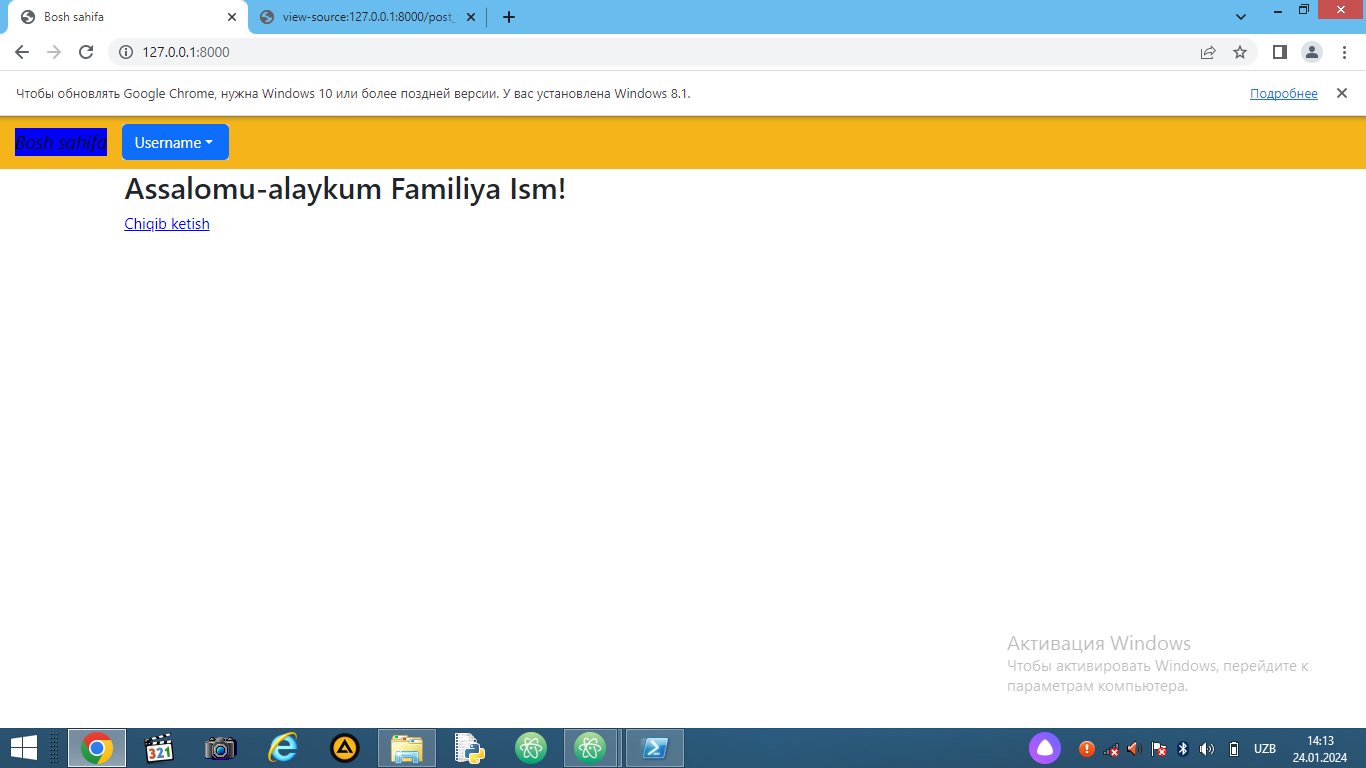 Bosh sahifa
view-source:127.0.0.1:8000/post_
127.0.0.1:8000
Чтобы обновлять Google Chrome, нужна Windows 10 или более поздней версии. У вас установлена Windows 8.1.
Подробнее
Bosh sahifa
Username
Assalomu-alaykum Familiya Ism!
Chiqib ketish
Активация Windows
Чтобы активировать Windows, перейдите к
параметрам компьютера.
321
UZB
14:13
24.01.2024